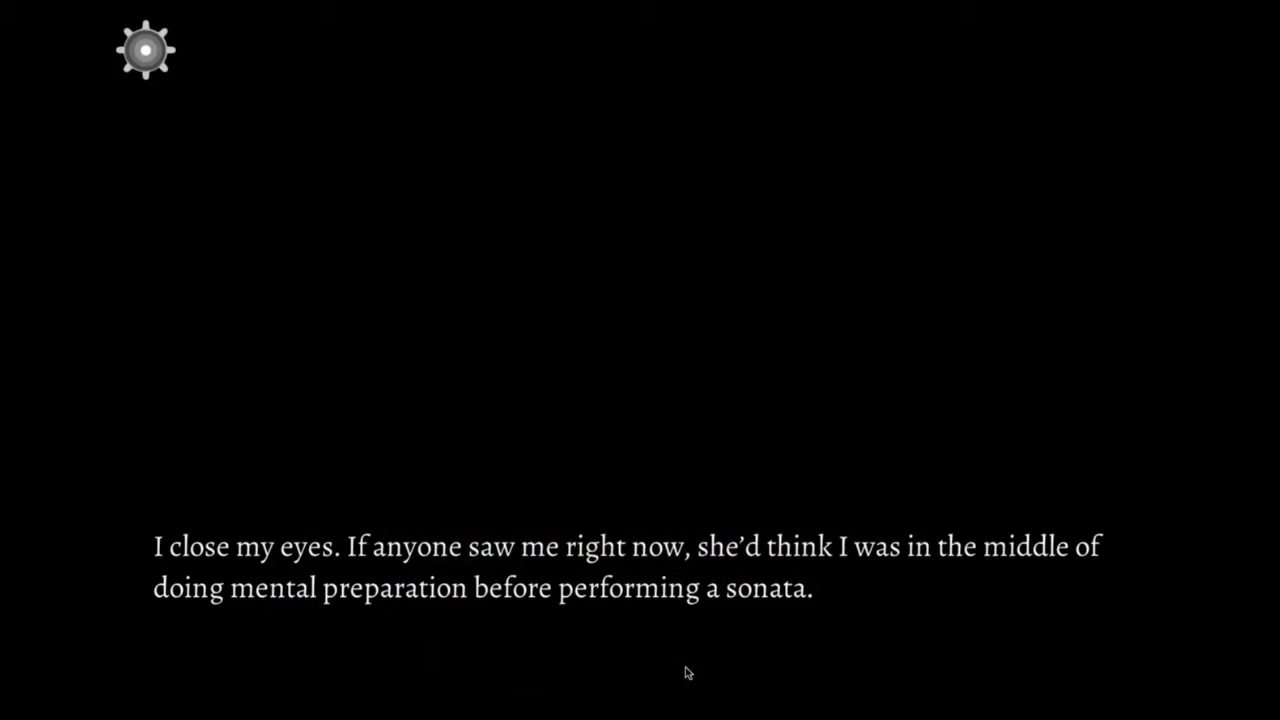 I close my eyes. If anyone saw me right now, she’d think I was in the middle of
doing mental preparation before performing a sonata.